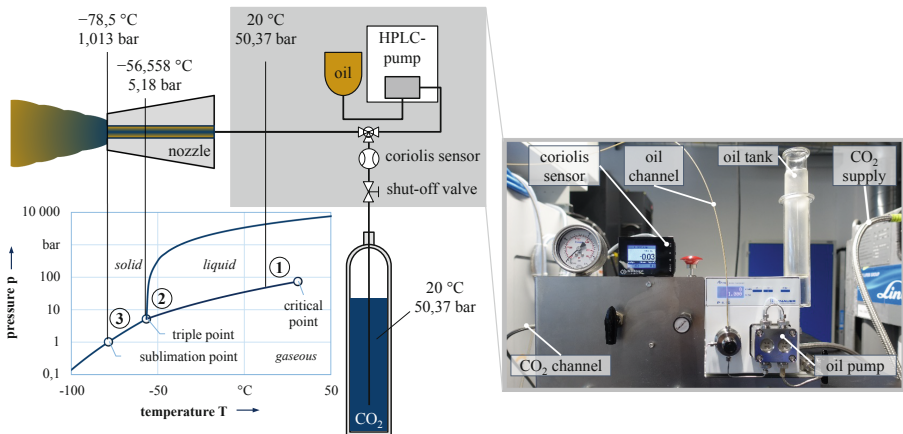 −78,5 °C
1,013 bar
−56,558 °C
5,18 bar
20 °C
50,37 bar
HPLC-
pump
oil
nozzle
coriolis sensor
shut-off valve
10 000
bar
100
10
1
0,1
pressure p
solid
liquid
gaseous
1
2
3
critical
point
triple point
sublimation point
−100
−50
°C
50
temperature T
20 °C
50,37 bar
CO2
coriolis
sensor
oil
channel
oil tank
CO2
supply
CO2 channel
oil pump
-003
Lin